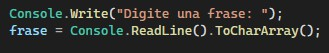 Console.Write("Digite una frase: ");
frase = Console.ReadLine().ToCharArray();